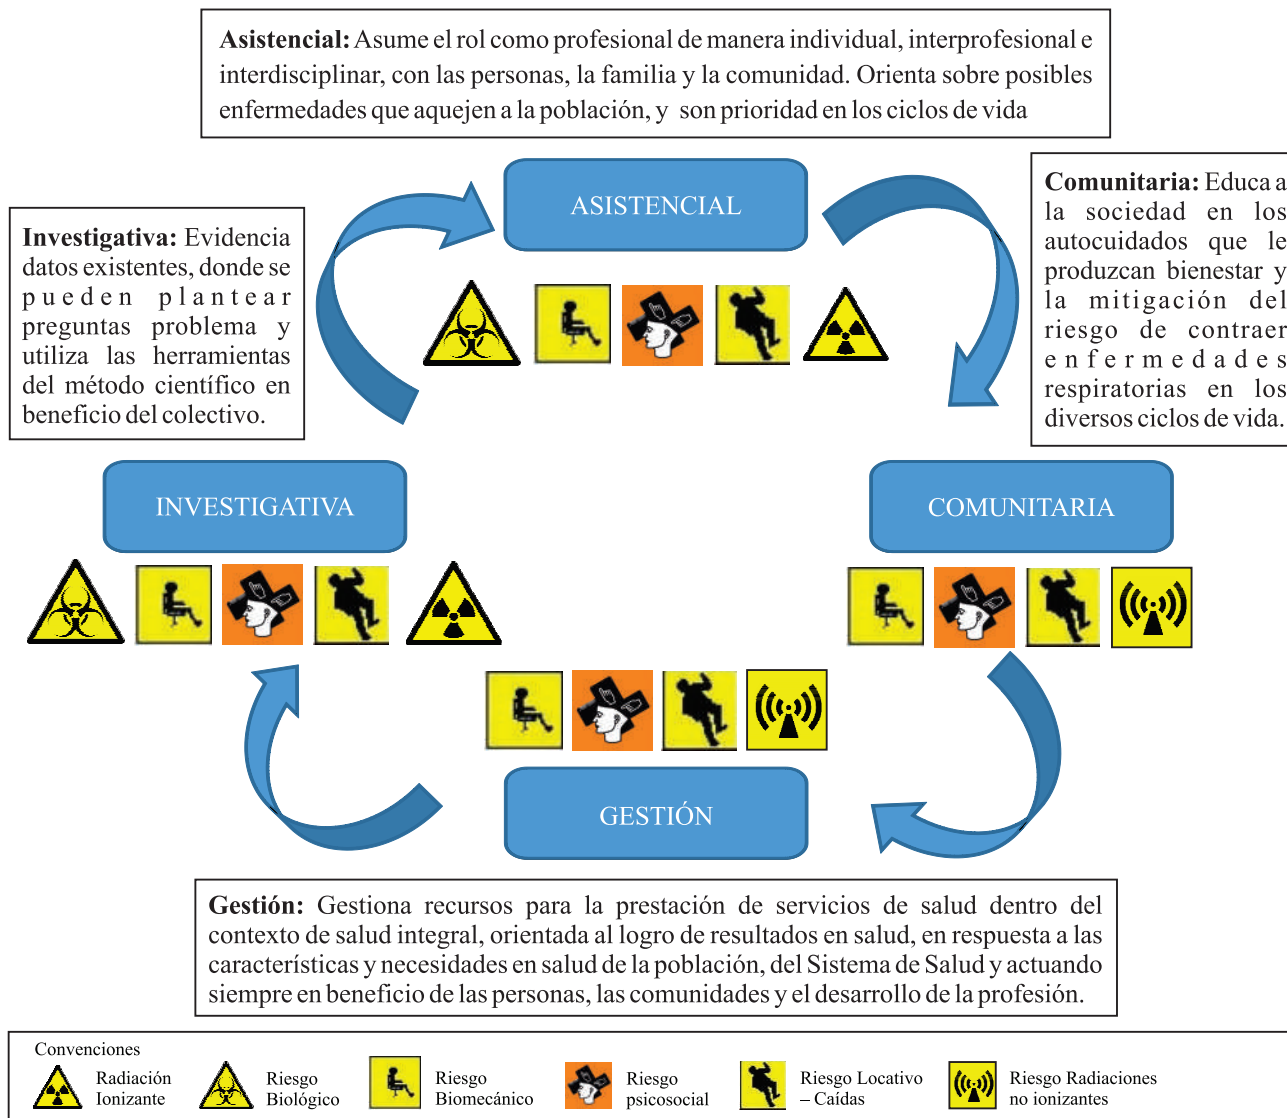 Asistencial: Asume el rol como profesional de manera individual, interprofesional e
interdisciplinar, con las personas, la familia y la comunidad. Orienta sobre posibles
enfermedades que aquejen a la población, y son prioridad en los ciclos de vida
ASISTENCIAL
Comunitaria: Educa a
la sociedad en los
autocuidados que le
produzcan bienestar y
la mitigación del
riesgo de contraer
enfermedades
respiratorias en los
diversos ciclos de vida.
Investigativa: Evidencia
datos existentes, donde se
pueden plantear
preguntas problema y
utiliza las herramientas
del método científico en
beneficio del colectivo.
INVESTIGATIVA
COMUNITARIA
GESTIÓN
Gestión: Gestiona recursos para la prestación de servicios de salud dentro del
contexto de salud integral, orientada al logro de resultados en salud, en respuesta a las
características y necesidades en salud de la población, del Sistema de Salud y actuando
siempre en beneficio de las personas, las comunidades y el desarrollo de la profesión.
Convenciones
Radiación
Ionizante
Riesgo
Biológico
Riesgo
Biomecánico
Riesgo
psicosocial
Riesgo Locativo
– Caídas
Riesgo Radiaciones
no ionizantes